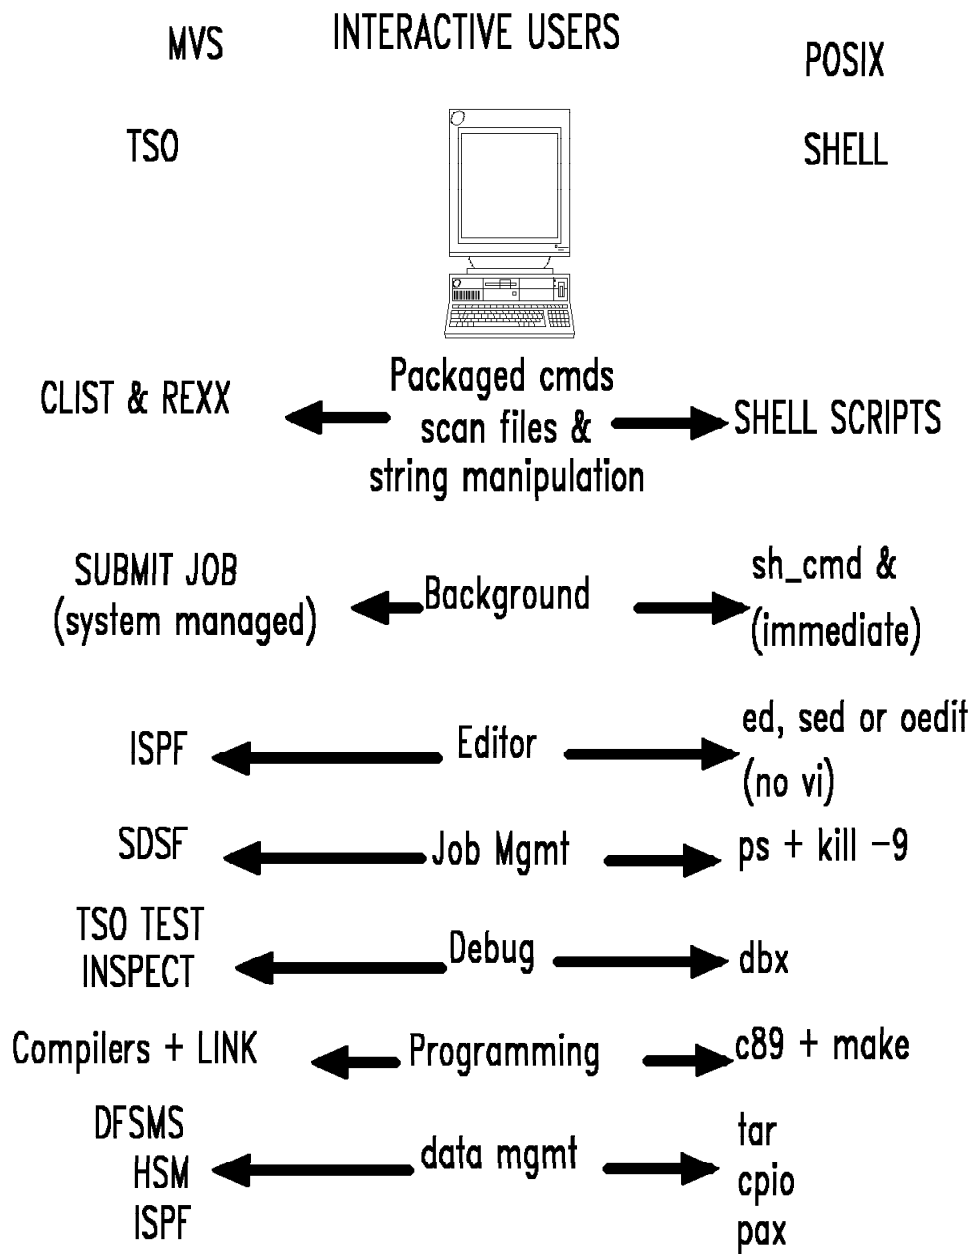 MVS
INTERACTIVE USERS
POSIX
TSO
SHELL
CLIST & REXX
Packaged cmds
scan files &
string manipulation
SHELL SCRIPTS
SUBMIT JOB
(system managed)
Background
sh_cmd &
(immediate)
ISPF
Editor
ed, sed or oedit
(no vi)
SDSF
Job Mgmt
ps + kill -9
TSO TEST
INSPECT
Debug
dbx
Compilers + LINK
Programming
c89 + make
DFSMS
HSM
ISPF
data mgmt
tar
cpio
pax